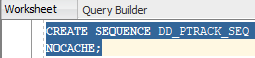 Worksheet Query Builder
CREATE SEQUENCE DD_PTRACK_SEQ
NOCACHE;